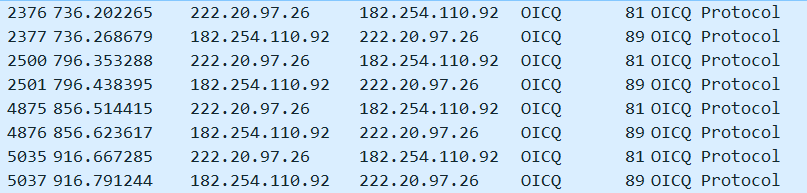 2376 736.202265 222.20.97.26 182.254.110.92 OICQ 81 OICQ Protocol
2377 736.268679 182.254.110.92 222.20.97.26 OICQ 89 OICQ Protocol
2500 796.353288 222.20.97.26 182.254.110.92 OICQ 81 OICQ Protocol
2501 796.438395 182.254.110.92 222.20.97.26 OICQ 89 OICQ Protocol
4875 856.514415 222.20.97.26 182.254.110.92 OICQ 81 OICQ Protocol
4876 856.623617 182.254.110.92 222.20.97.26 OICQ 89 OICQ Protocol
5035 916.667285 222.20.97.26 182.254.110.92 OICQ 81 OICQ Protocol
5037 916.791244 182.254.110.92 222.20.97.26 OICQ 89 OICQ Protocol